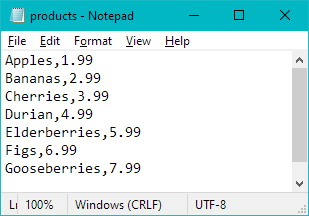 products - Notepad
File Edit Format View Help
Apples,1.99
Bananas,2.99
Cherries,3.99
Durian,4.99
Elderberries,5.99
Figs,6.99
Gooseberries,7.99
100% Windows (CRLF) UTF-8